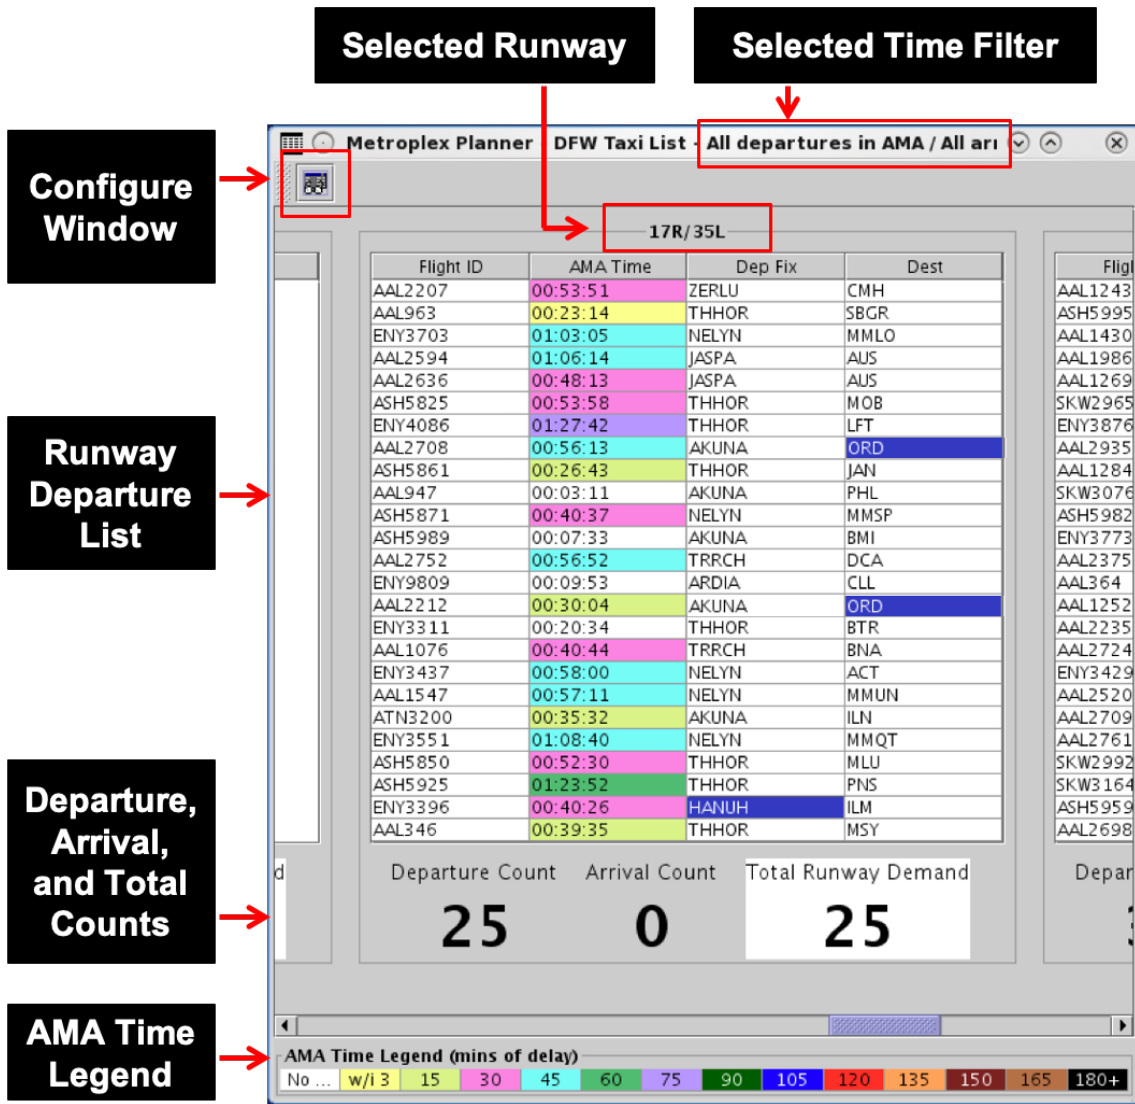 Selected Runway
Selected Time Filter
Configure
Window
Runway
Departure
List
Departure,
Arrival,
and Total
Counts
AMA Time
Legend
Metroplex Planner - DFW Taxi List - All departures in AMA / All arr
17R/35L
Flight ID AMA Time Dep Fix Dest
AAL2207 00:53:51 ZERLU CMH
AAL963 00:23:14 THHOR SBGR
ENY3703 01:03:05 NELYN MMLO
AAL2594 01:06:14 JASPA AUS
AAL2636 00:48:13 JASPA AUS
ASH5825 00:53:58 THHOR MOB
ENY4086 01:27:42 THHOR LFT
AAL2708 00:56:13 AKUNA ORD
ASH5861 00:26:43 THHOR JAN
AAL947 00:03:11 AKUNA PHL
ASH5871 00:40:37 NELYN MMSP
ASH5989 00:07:33 AKUNA BMI
AAL2752 00:56:52 TRRCH DCA
ENY9809 00:09:53 ARDIA CLL
AAL2212 00:30:04 AKUNA ORD
ENY3311 00:20:34 THHOR BTR
AAL1076 00:40:44 TRRCH BNA
ENY3437 00:58:00 NELYN ACT
AAL1547 00:57:11 NELYN MMUN
ATN3200 00:35:32 AKUNA ILN
ENY3551 01:08:40 NELYN MMQT
ASH5850 00:52:30 THHOR MLU
ASH5925 01:23:52 THHOR PNS
ENY3396 00:40:26 HANUH ILM
AAL346 00:39:35 THHOR MSY
Departure Count Arrival Count Total Runway Demand
25 0 25
d
Fligl
AAL1243
ASH5995
AAL1430
AAL1986
AAL1269
SKW2965
ENY3876
AAL2935
AAL1284
SKW3076
ASH5982
ENY3773
AAL2375
AAL364
AAL1252
AAL2235
AAL2724
ENY3429
AAL2520
AAL2709
AAL2761
SKW2992
SKW3164
ASH5959
AAL2698
Depar
AMA Time Legend (mins of delay)
No ... w/i 3 15 30 45 60 75 90 105 120 135 150 165 180+